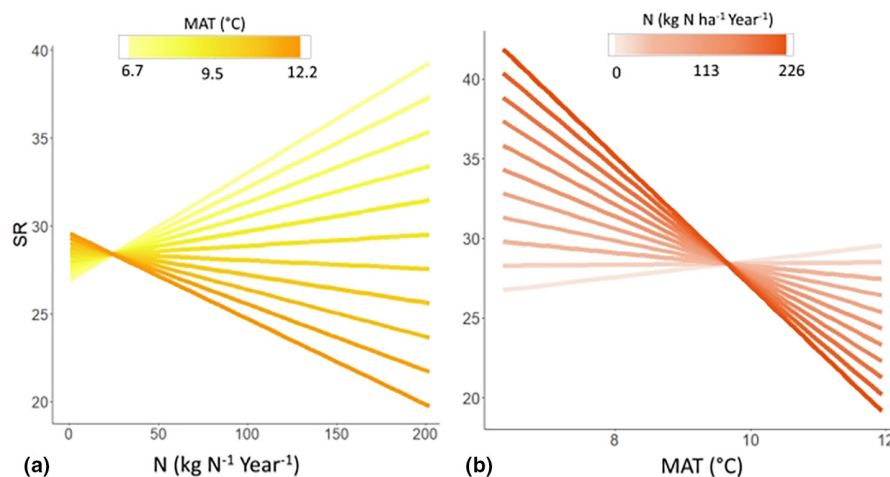 MAT (°C)
6.7 9.5 12.2
40
35
30
25
20
SR
0 50 100 150 200
(a) N (kg N⁻¹ Year⁻¹)
N (kg N ha⁻¹ Year⁻¹)
0 113 226
40
35
30
25
20
8 10 12
(b) MAT (°C)